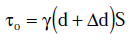 τₒ = γ(d + Δd)S